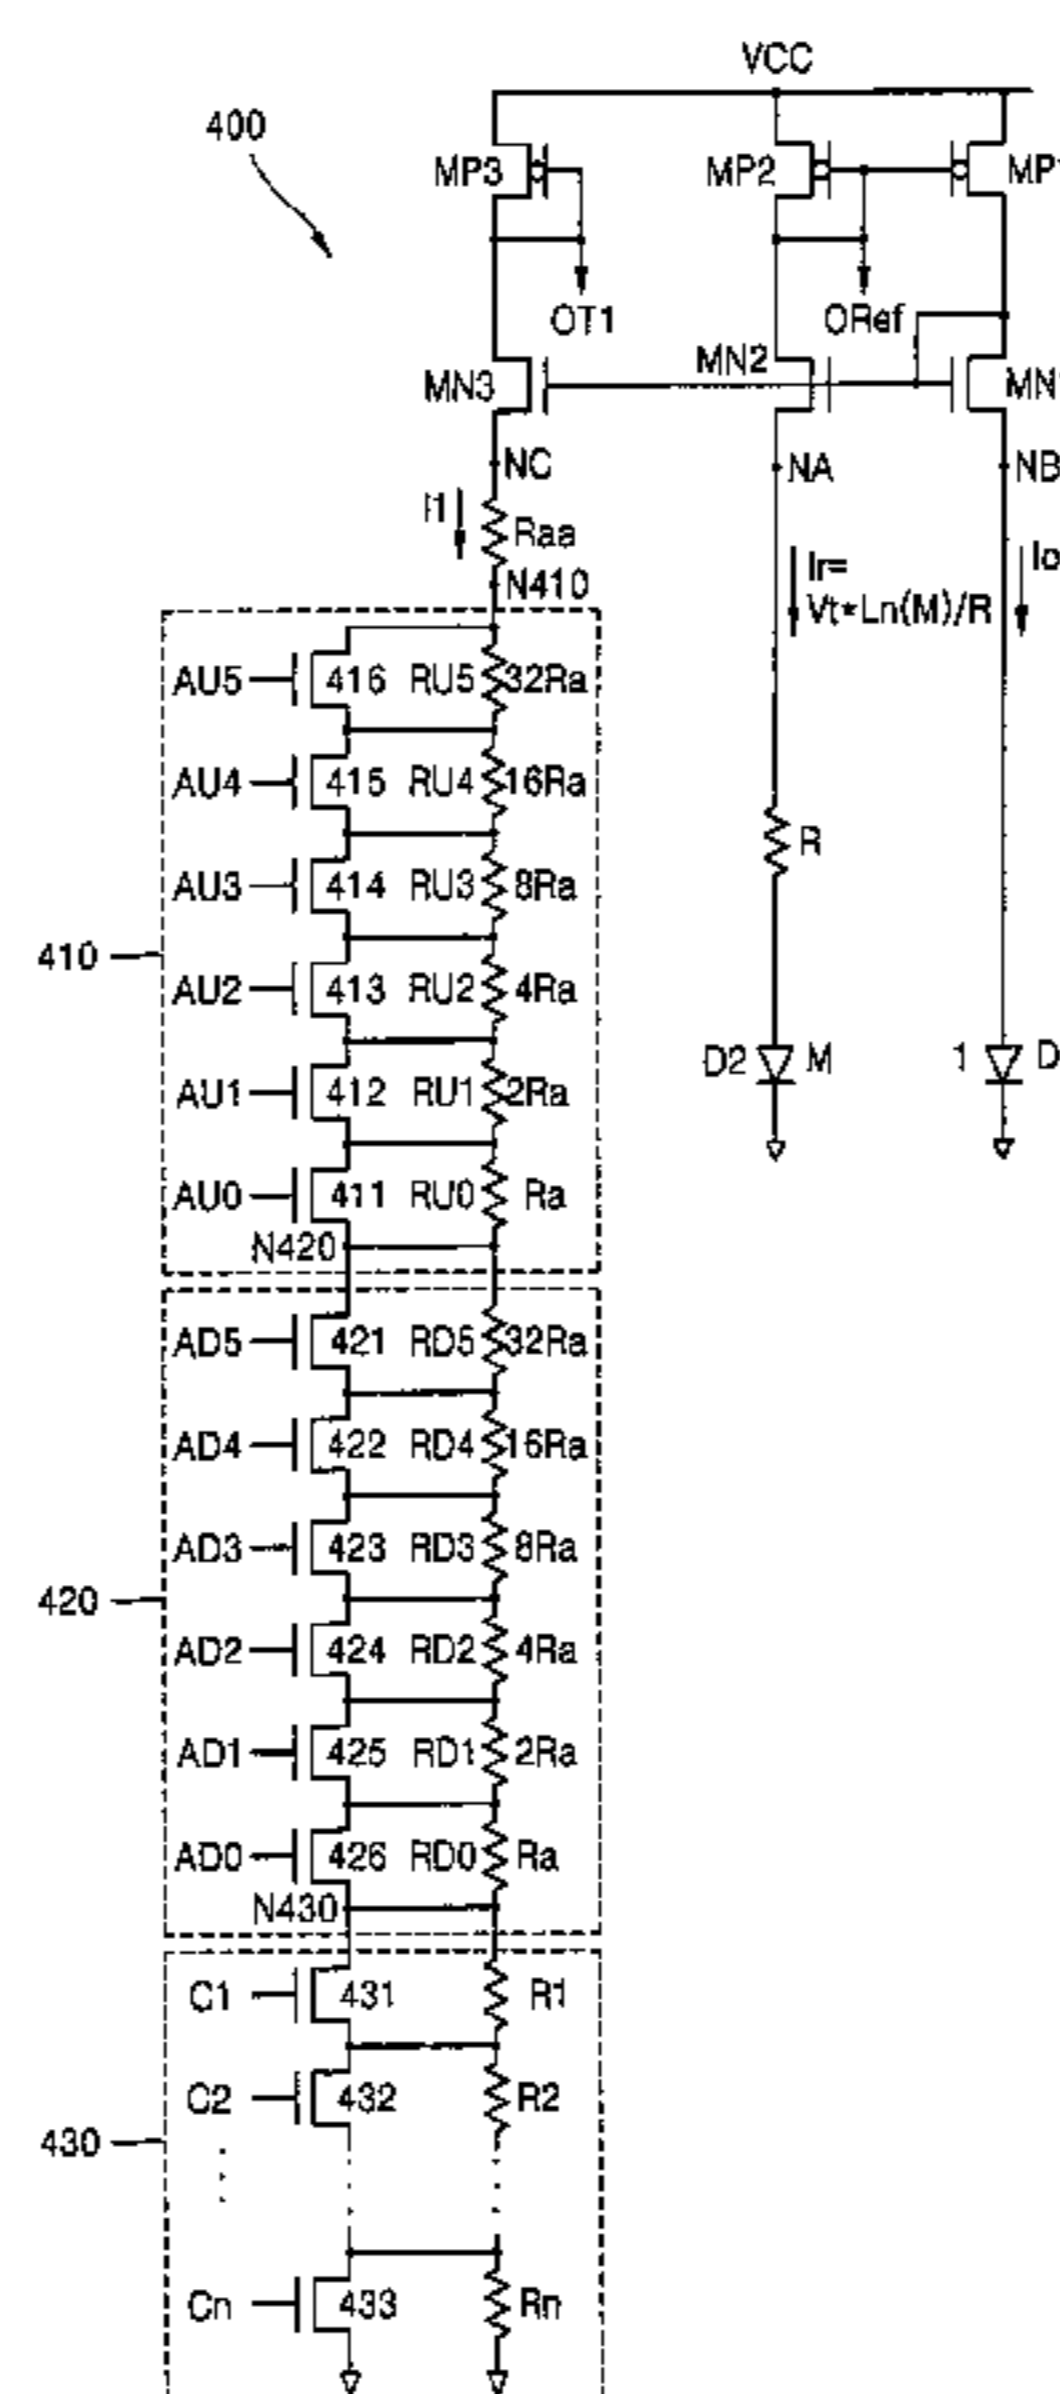 VCC
400
MP3
MP2
MP1
OT1
ORef
MN3
MN2
MN1
NC
NA
NB
I1
Raa
N410
Ir=
Vt*Ln(M)/R
AU5 416 RU5 32Ra
AU4 415 RU4 16Ra
AU3 414 RU3 8Ra
410
AU2 413 RU2 4Ra
AU1 412 RU1 2Ra
AU0 411 RU0 Ra
N420
R
D2 M
1 D
AD5 421 RD5 32Ra
AD4 422 RD4 16Ra
AD3 423 RD3 8Ra
420
AD2 424 RD2 4Ra
AD1 425 RD1 2Ra
AD0 426 RD0 Ra
N430
C1 431 R1
C2 432 R2
430
Cn 433 Rn